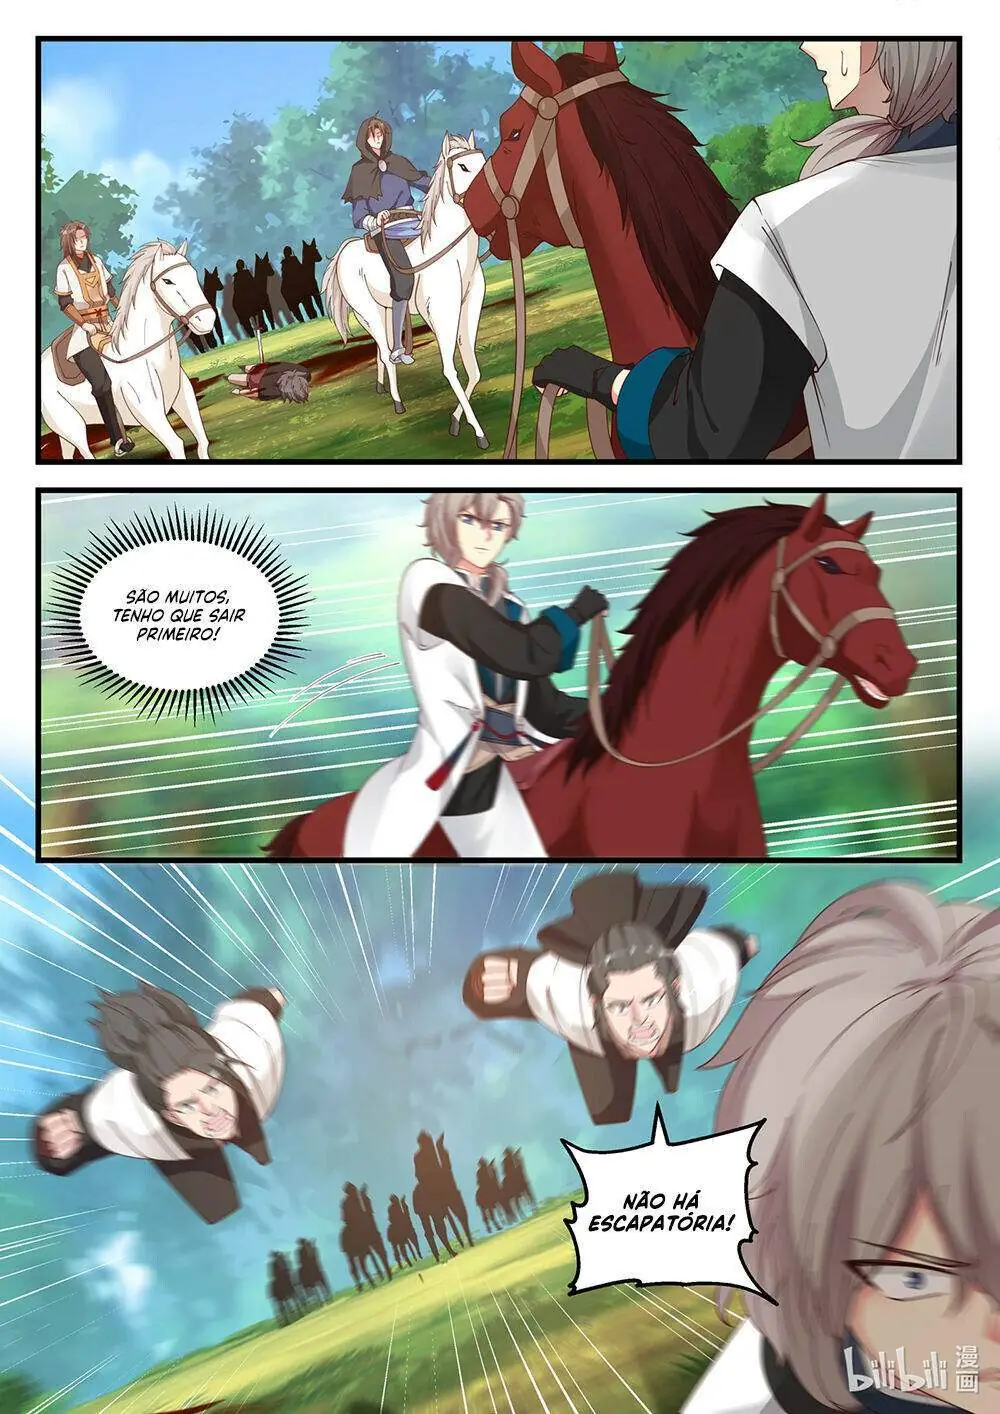 SÃO MUITOS,
TENHO QUE SAIR
PRIMEIRO!
NÃO HÁ
ESCAPATÓRIA!
bilibili 漫画